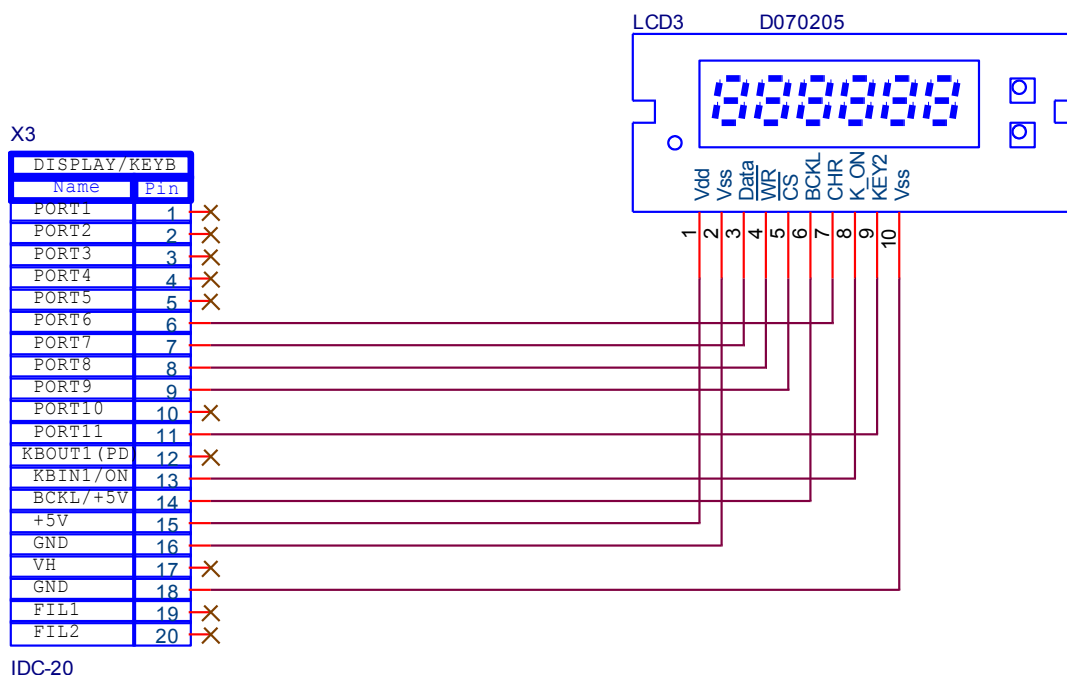 LCD3 D070205
Vdd
Vss
Data
WR
CS
BCKL
CHR
K_ON
KEY2
Vss
1
2
3
4
5
6
7
8
9
10
X3
DISPLAY/KEYB
Name Pin
PORT1 1
PORT2 2
PORT3 3
PORT4 4
PORT5 5
PORT6 6
PORT7 7
PORT8 8
PORT9 9
PORT10 10
PORT11 11
KBOUT1(PD 12
KBIN1/ON 13
BCKL/+5V 14
+5V 15
GND 16
VH 17
GND 18
FIL1 19
FIL2 20
IDC-20